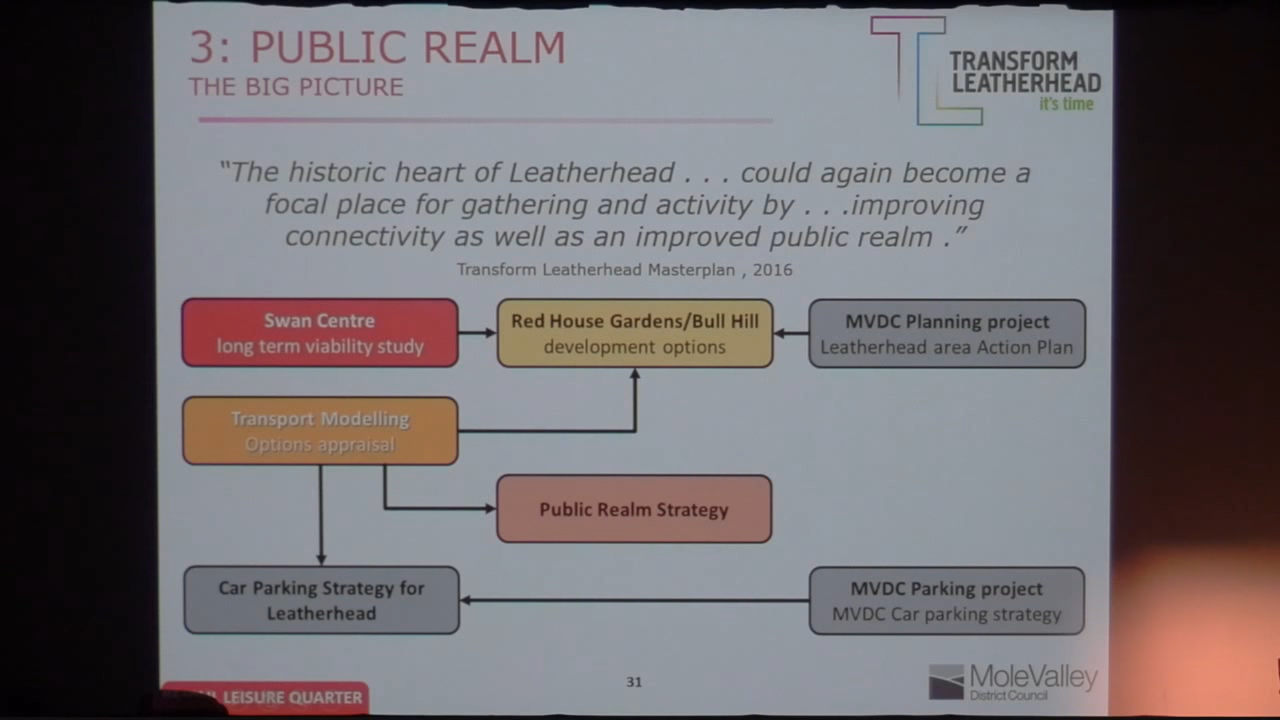 3: PUBLIC REALM
THE BIG PICTURE
TRANSFORM
LEATHERHEAD
it's time
“The historic heart of Leatherhead . . . could again become a
focal place for gathering and activity by . . .improving
connectivity as well as an improved public realm .”
Transform Leatherhead Masterplan , 2016
Swan Centre
long term viability study
Red House Gardens/Bull Hill
development options
MVDC Planning project
Leatherhead area Action Plan
Transport Modelling
Options appraisal
Public Realm Strategy
Car Parking Strategy for
Leatherhead
MVDC Parking project
MVDC Car parking strategy
LEISURE QUARTER
31
MoleValley
District Council